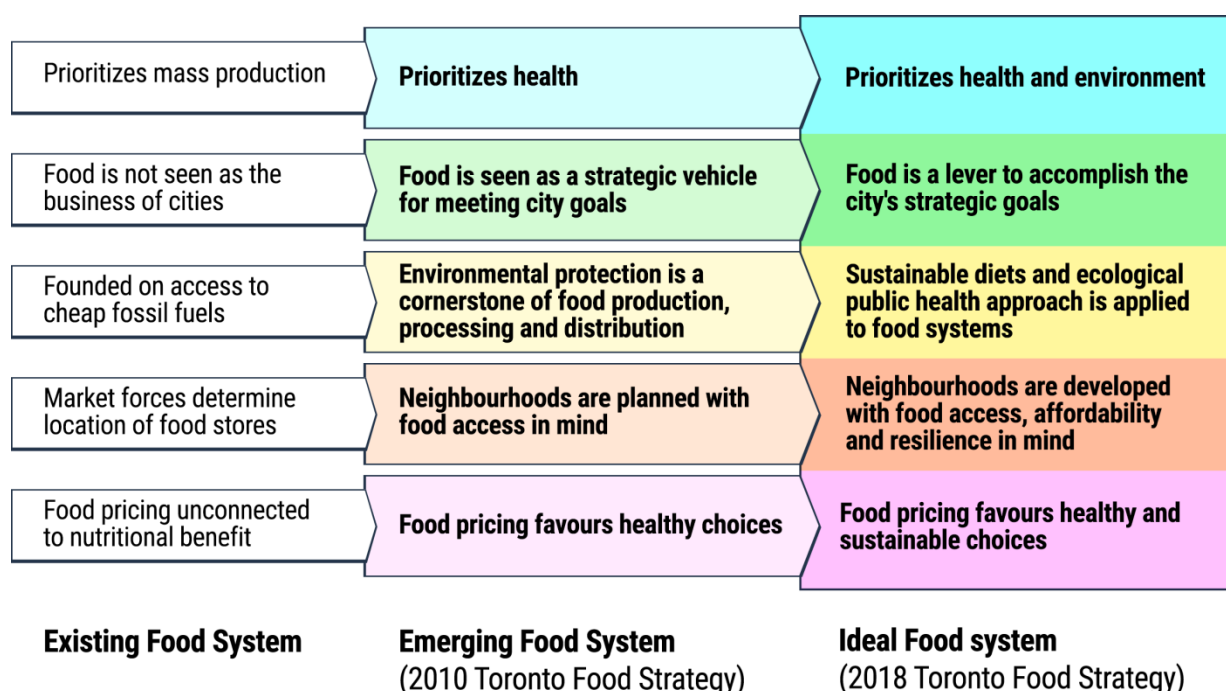 Prioritizes mass production
Prioritizes health
Prioritizes health and environment
Food is not seen as the
business of cities
Food is seen as a strategic vehicle
for meeting city goals
Food is a lever to accomplish the
city's strategic goals
Founded on access to
cheap fossil fuels
Environmental protection is a
cornerstone of food production,
processing and distribution
Sustainable diets and ecological
public health approach is applied
to food systems
Market forces determine
location of food stores
Neighbourhoods are planned with
food access in mind
Neighbourhoods are developed
with food access, affordability
and resilience in mind
Food pricing unconnected
to nutritional benefit
Food pricing favours healthy choices
Food pricing favours healthy and
sustainable choices
Existing Food System
Emerging Food System
(2010 Toronto Food Strategy)
Ideal Food system
(2018 Toronto Food Strategy)